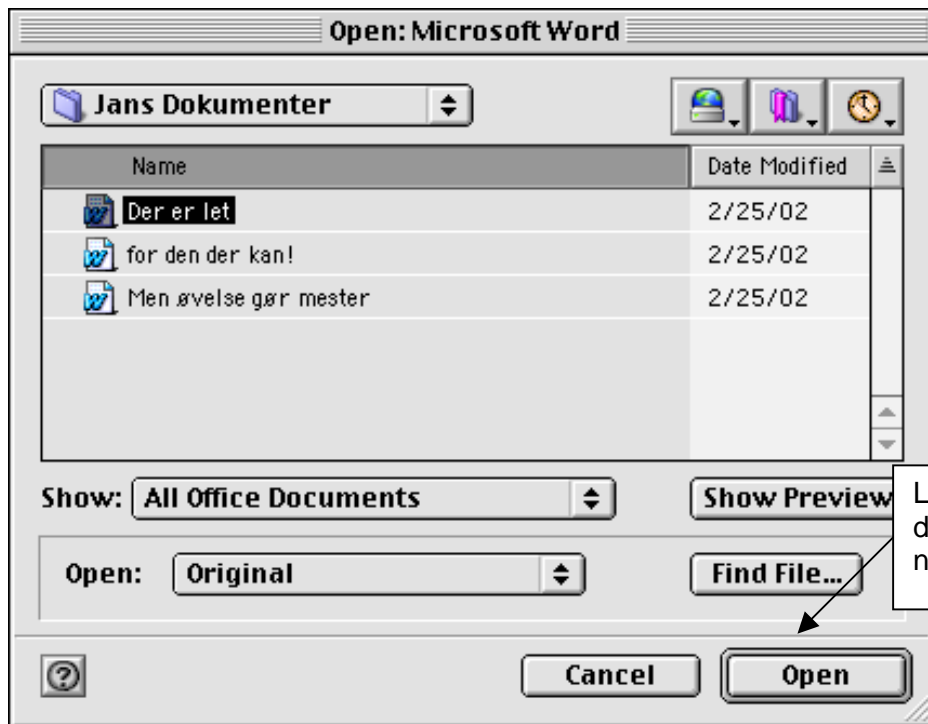 Open: Microsoft Word
Jans Dokumenter
Name Date Modified
Der er let 2/25/02
for den der kan! 2/25/02
Men øvelse gør mester 2/25/02
Show: All Office Documents Show Preview
Open: Original Find File...
Cancel Open